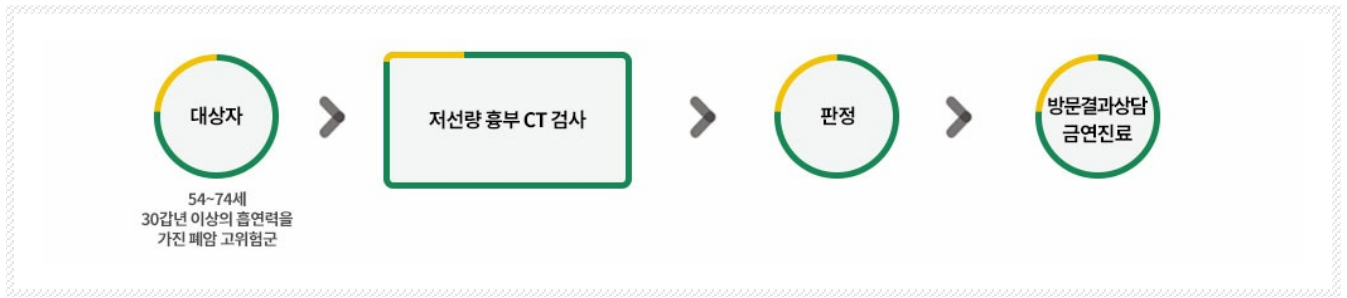 대상자
54~74세
30갑년 이상의 흡연력을
가진 폐암 고위험군
저선량 흉부 CT 검사
판정
방문결과상담
금연진료